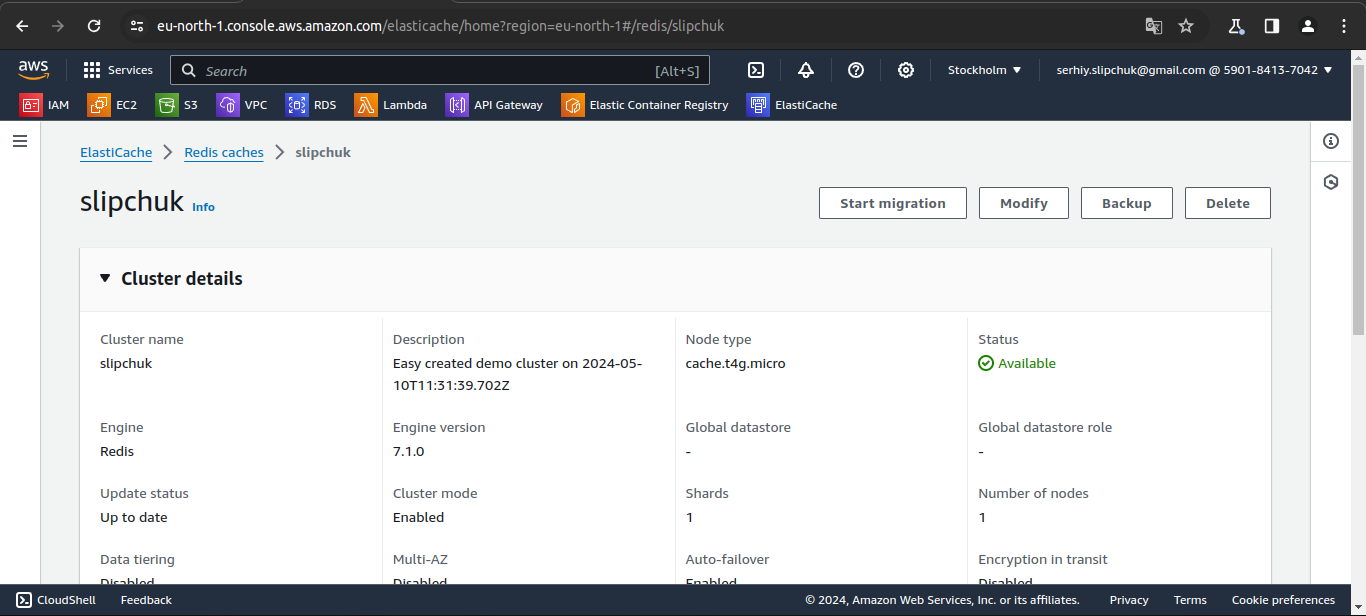 eu-north-1.console.aws.amazon.com/elasticache/home?region=eu-north-1#/redis/slipchuk
aws Services Search [Alt+S] Stockholm serhiy.slipchuk@gmail.com @ 5901-8413-7042
IAM EC2 S3 VPC RDS Lambda API Gateway Elastic Container Registry ElastiCache
ElastiCache Redis caches slipchuk
slipchuk Info Start migration Modify Backup Delete
Cluster details
Cluster name Description Node type Status
slipchuk Easy created demo cluster on 2024-05- cache.t4g.micro Available
10T11:31:39.702Z
Engine Engine version Global datastore Global datastore role
Redis 7.1.0 - -
Update status Cluster mode Shards Number of nodes
Up to date Enabled 1 1
Data tiering Multi-AZ Auto-failover Encryption in transit
Disabled Disabled Enabled Disabled
CloudShell Feedback © 2024, Amazon Web Services, Inc. or its affiliates. Privacy Terms Cookie preferences